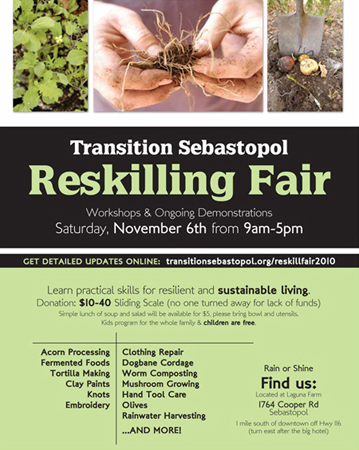 Transition Sebastopol
Reskilling Fair
Workshops & Ongoing Demonstrations
Saturday, November 6th from 9am-5pm
GET DETAILED UPDATES ONLINE: transitionsebastopol.org/reskillfair2010
Learn practical skills for resilient and sustainable living.
Donation: $10-40 Sliding Scale (no one turned away for lack of funds)
Simple lunch of soup and salad will be available for $5, please bring bowl and utensils.
Kids program for the whole family & children are free.
Acorn Processing
Fermented Foods
Tortilla Making
Clay Paints
Knots
Embroidery
Clothing Repair
Dogbane Cordage
Worm Composting
Mushroom Growing
Hand Tool Care
Olives
Rainwater Harvesting
...AND MORE!
Rain or Shine
Find us:
Located at Laguna Farm
1764 Cooper Rd
Sebastopol
1 mile south of downtown off Hwy 116
(turn east after the big hotel)